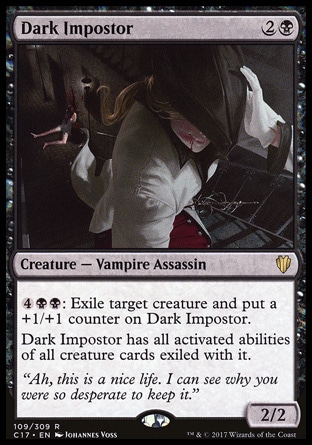 Dark Impostor 2
Creature — Vampire Assassin
4: Exile target creature and put a
+1/+1 counter on Dark Impostor.
Dark Impostor has all activated abilities
of all creature cards exiled with it.
"Ah, this is a nice life. I can see why you
were so desperate to keep it."
2/2
109/309 R
C17 • EN JOHANNES VOSS
™ & © 2017 Wizards of the Coast